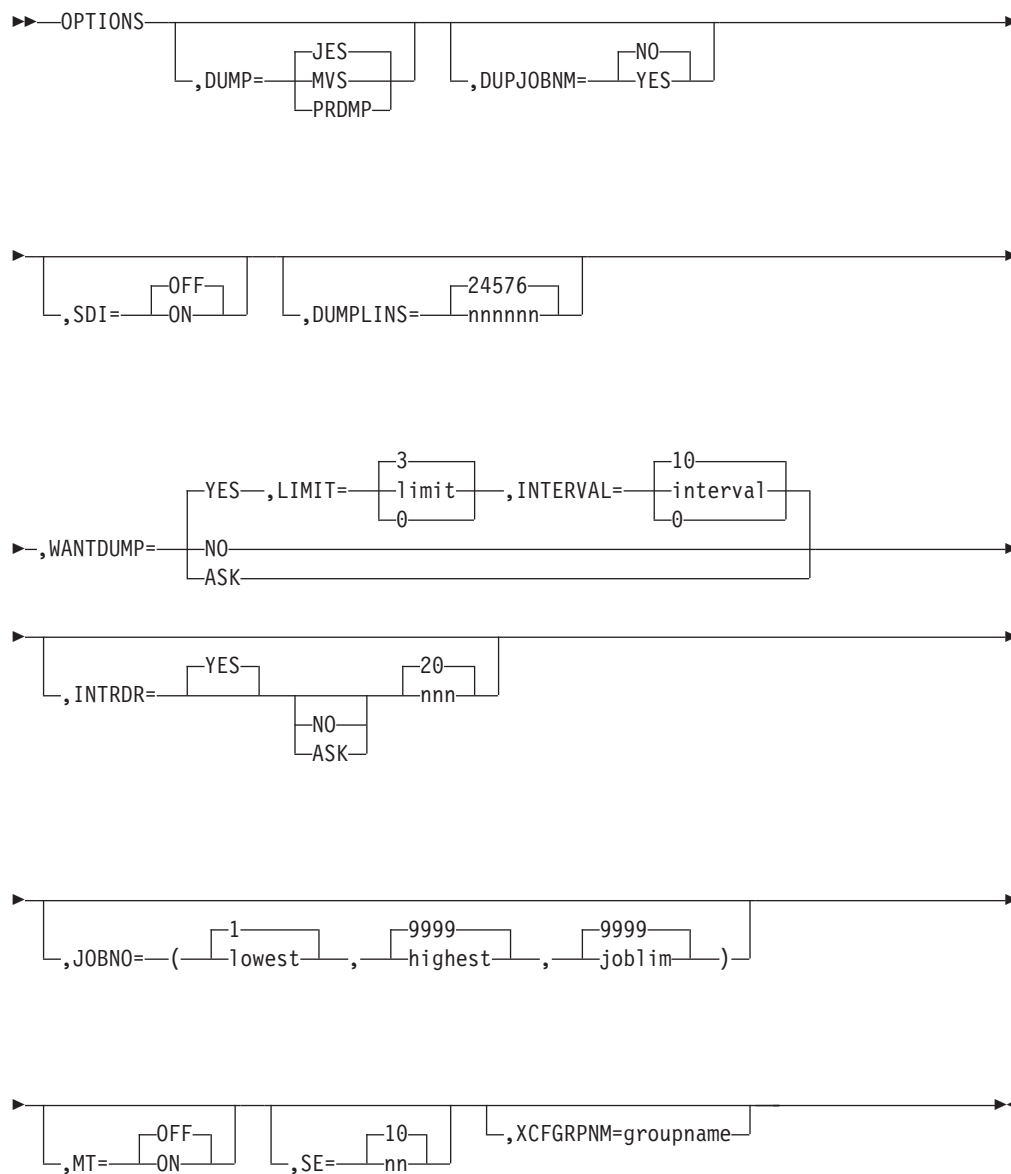 OPTIONS
JES
,DUMP= MVS
PRDMP
NO
,DUPJOBNM= YES
OFF
,SDI= ON
24576
,DUMPLINS= nnnnnn
3 10
YES ,LIMIT= limit ,INTERVAL= interval
0 0
,WANTDUMP= NO
ASK
YES 20
,INTRDR= nnn
NO
ASK
1 9999 9999
,JOBNO= ( lowest , highest , joblim )
OFF
,MT= ON
10
,SE= nn
,XCFGRPNM=groupname